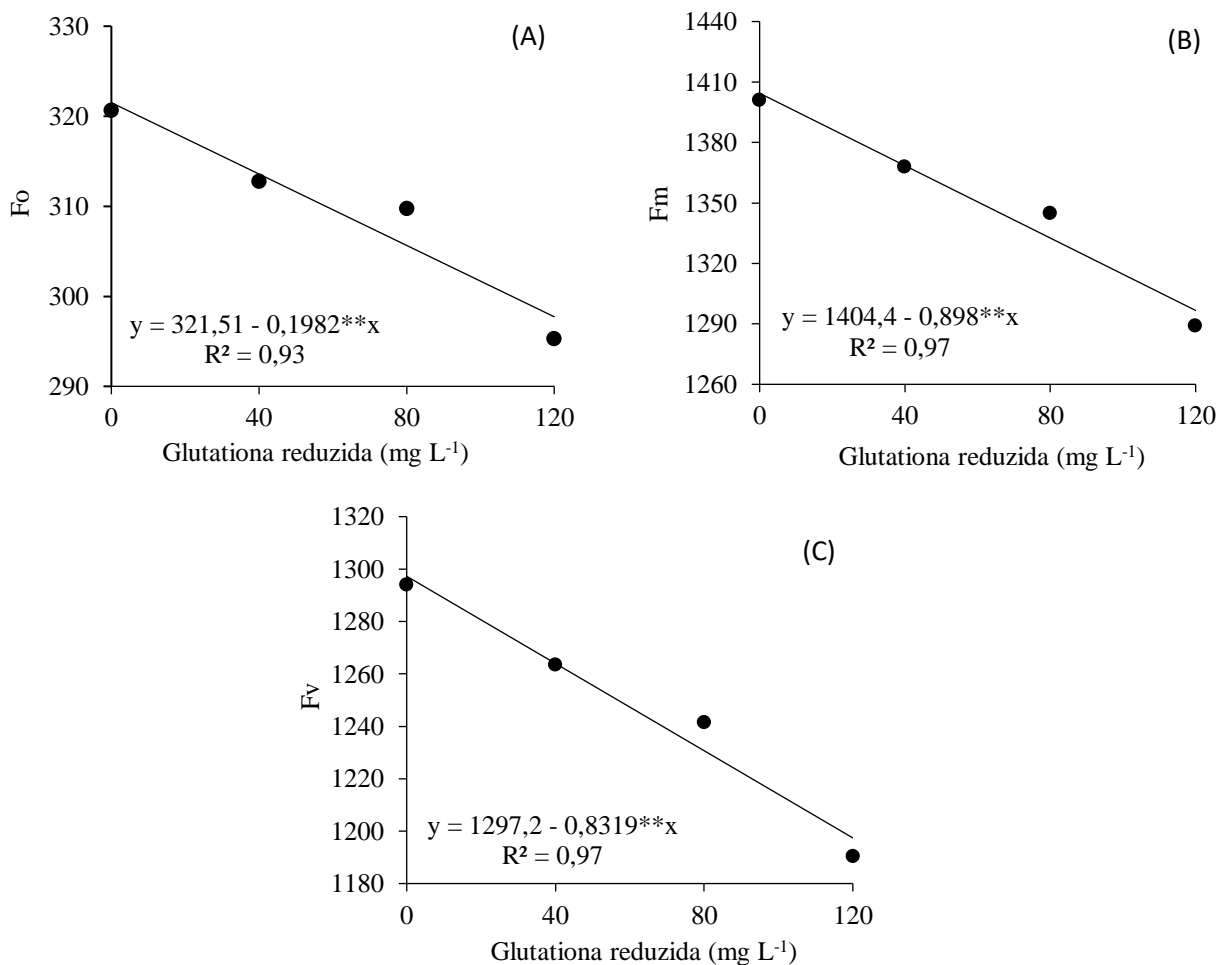 (A)
330
320
310
300
290
Fo
y = 321,51 - 0,1982**x
R² = 0,93
0 40 80 120
Glutationa reduzida (mg L⁻¹)
(B)
1440
1410
1380
1350
1320
1290
1260
Fm
y = 1404,4 - 0,898**x
R² = 0,97
0 40 80 120
Glutationa reduzida (mg L⁻¹)
(C)
1320
1300
1280
1260
1240
1220
1200
1180
Fv
y = 1297,2 - 0,8319**x
R² = 0,97
0 40 80 120
Glutationa reduzida (mg L⁻¹)